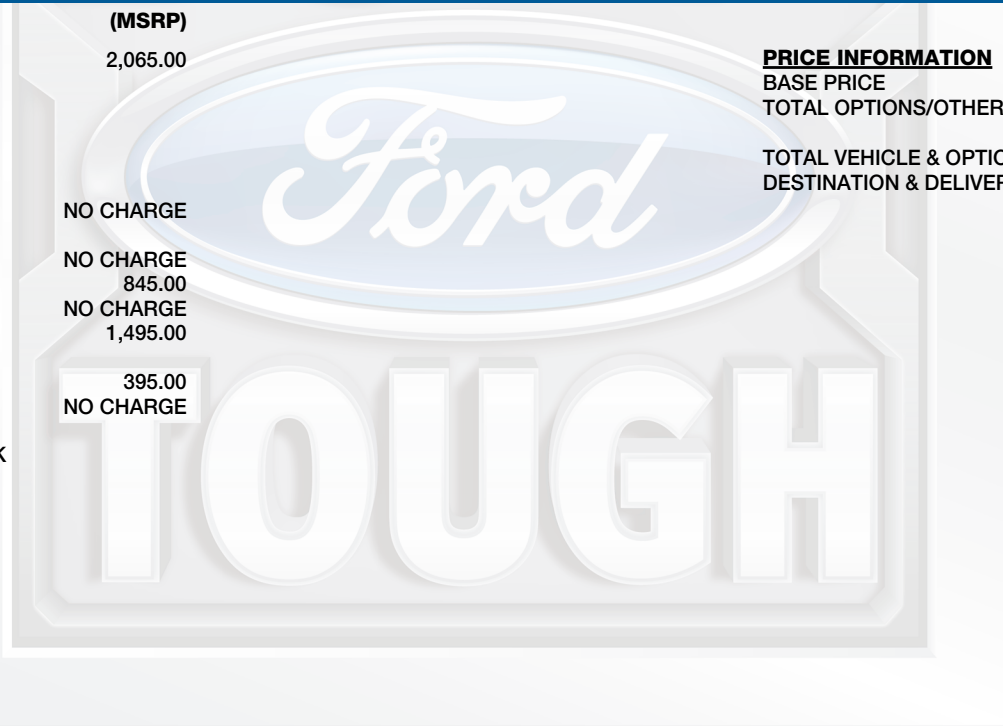 (MSRP)
2,065.00
NO CHARGE
NO CHARGE
845.00
NO CHARGE
1,495.00
395.00
NO CHARGE
K
PRICE INFORMATION
BASE PRICE
TOTAL OPTIONS/OTHER
TOTAL VEHICLE & OPTIO
DESTINATION & DELIVER
Ford
TOUGH